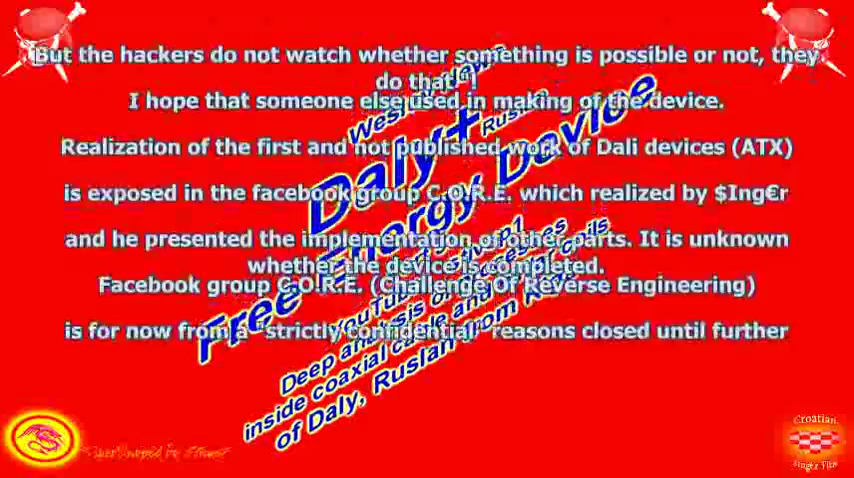 But the hackers do not watch whether something is possible or not, they
do that !
I hope that someone else used in making of the device.
Realization of the first and not published work of Dali devices (ATX)
is exposed in the facebook group C.O.R.E. which realized by $Ing€r
and he presented the implementation of other parts. It is unknown
whether the device is completed.
Facebook group C.O.R.E. (Challenge Of Reverse Engineering)
is for now from a "strictly confidential" reasons closed until further
Daly+
Ruslan
Free Energy Device
YouTube
Deep analysis of processes
inside coaxial cable and other coils
of Daly, Ruslan from
Croatian